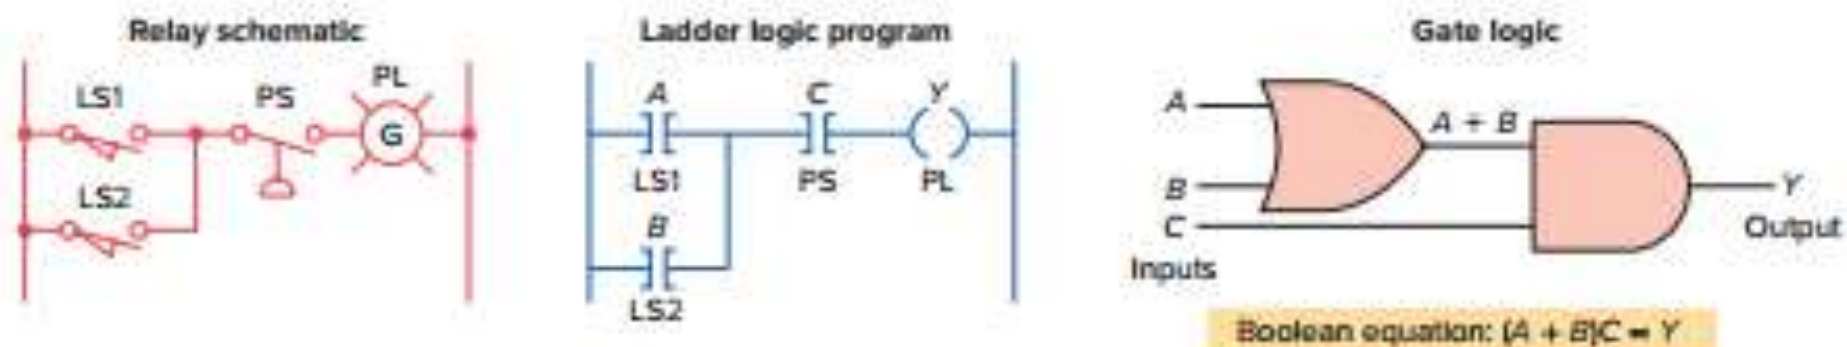 Relay schematic
LS1
PS
PL
G
LS2
Ladder logic program
A
C
Y
LS1
PS
PL
B
LS2
Gate logic
A
A + B
B
C
Y
Output
Inputs
Boolean equation: (A + B)C = Y